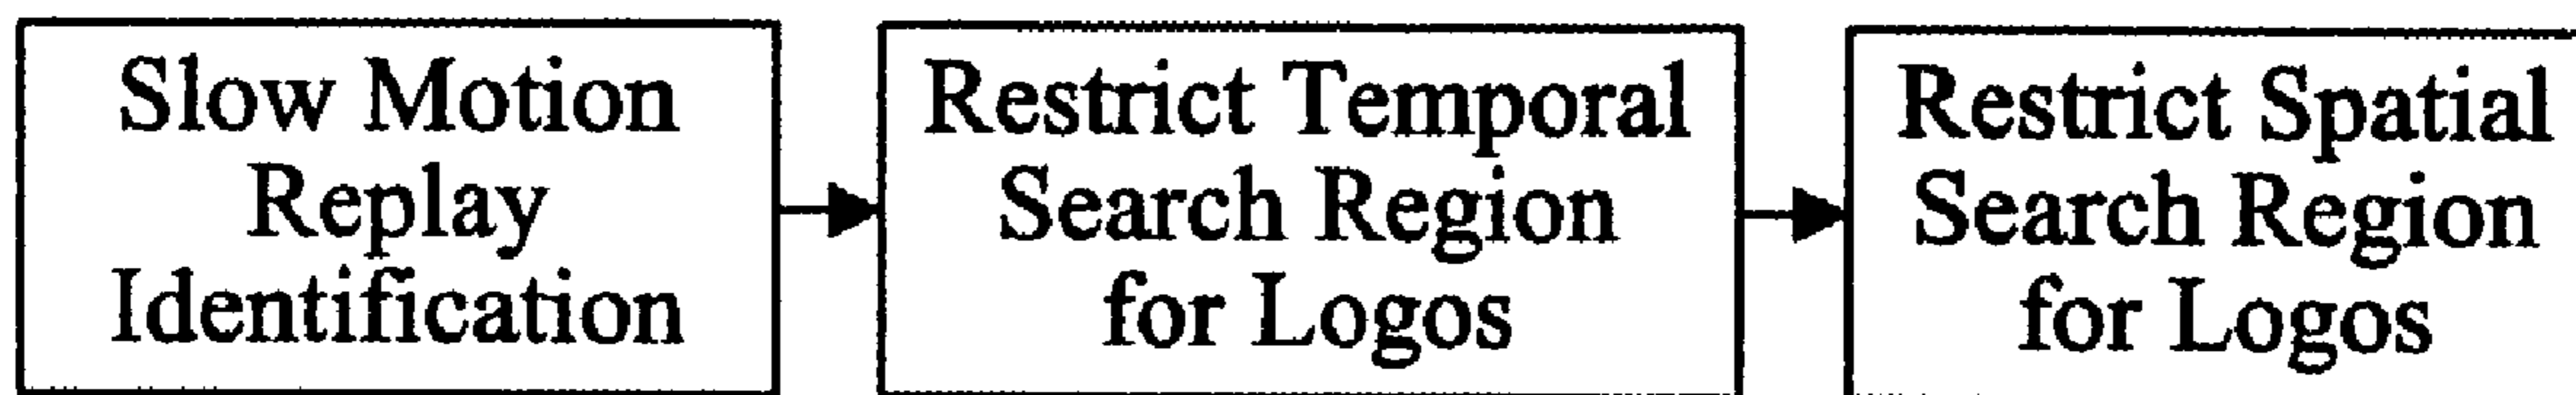 Slow Motion
Replay
Identification
Restrict Temporal
Search Region
for Logos
Restrict Spatial
Search Region
for Logos